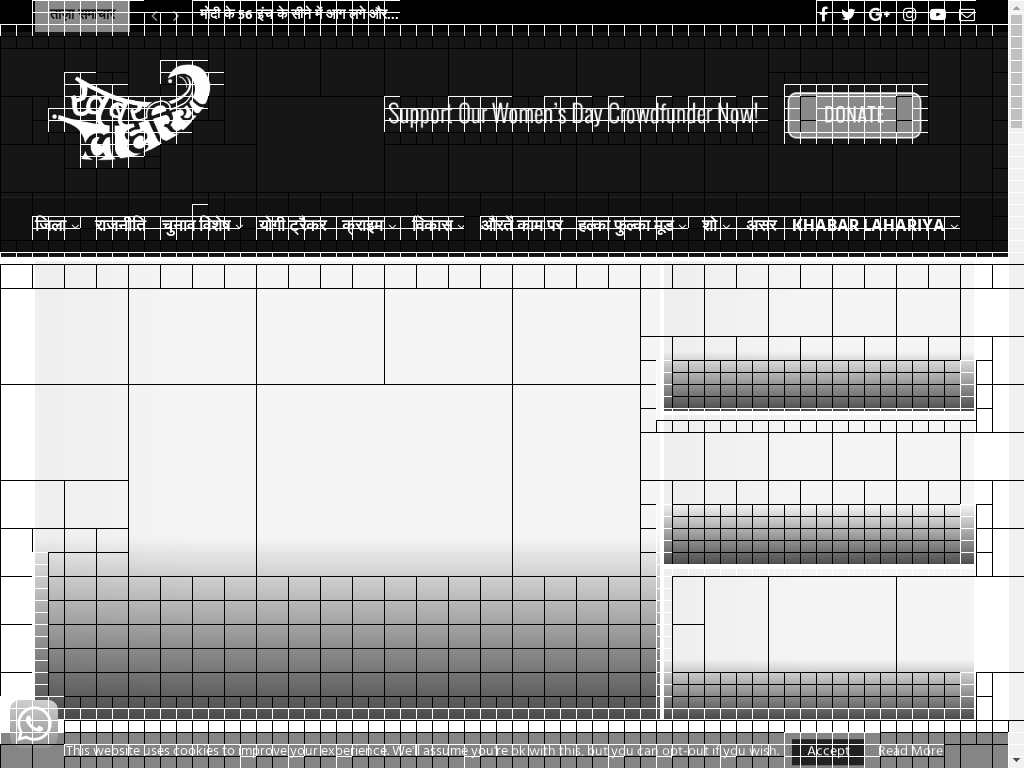 ताज़ा समाचार
मोदी के 56 इंच के सीने में आग लगे और...
खबर लहरिया
Support Our Women's Day Crowdfunder Now!
DONATE
जिला राजनीति चुनाव विशेष योगी ट्रैकर क्राइम विकास औरतें काम पर हल्का फुल्का मूड शो असर KHABAR LAHARIYA
This website uses cookies to improve your experience. We'll assume you're ok with this, but you can opt-out if you wish. Accept Read More